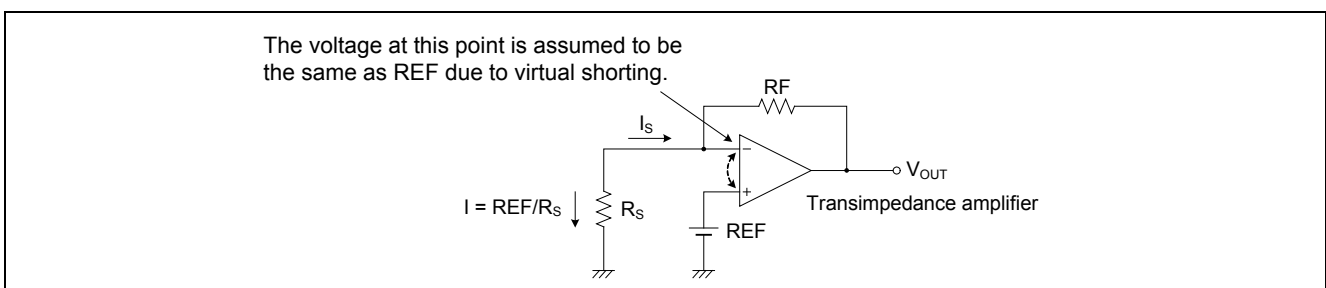 The voltage at this point is assumed to be
the same as REF due to virtual shorting.
RF
IS
−
+
VOUT
I = REF/RS
RS
REF
Transimpedance amplifier